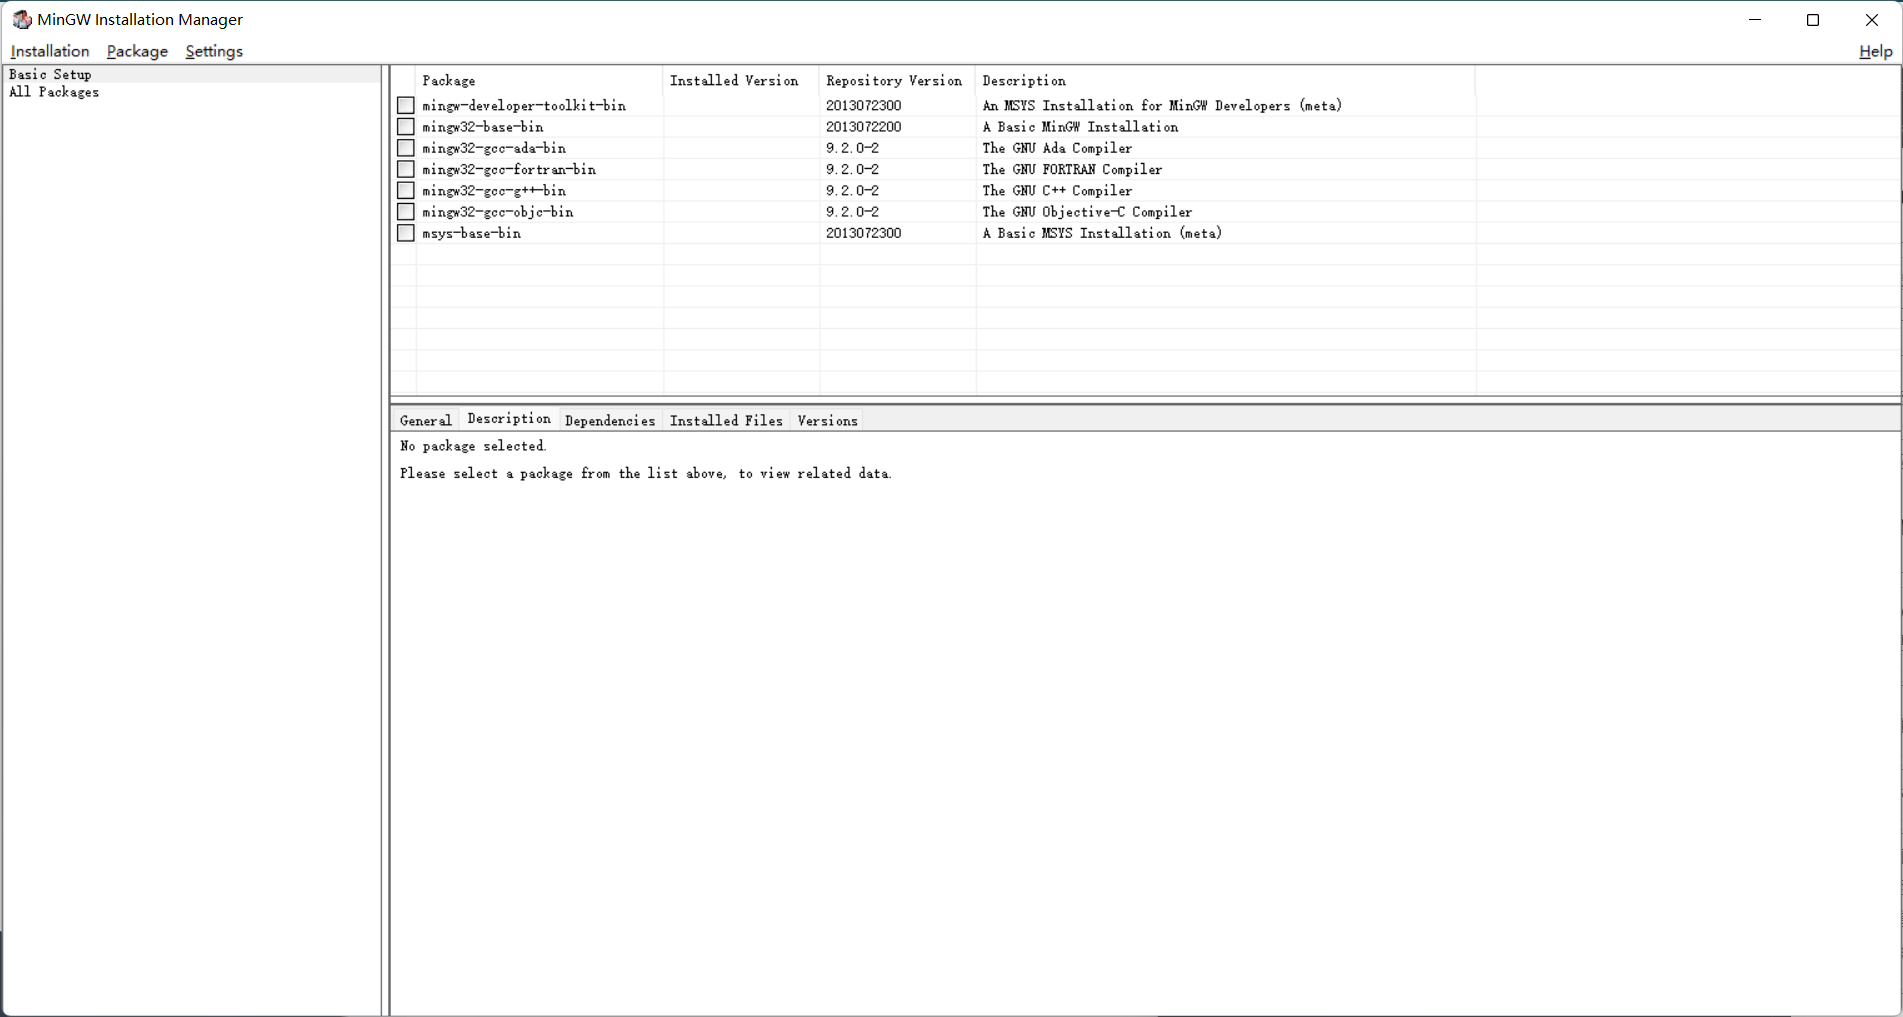 MinGW Installation Manager
Installation Package Settings Help
Basic Setup
All Packages
Package Installed Version Repository Version Description
mingw-developer-toolkit-bin 2013072300 An MSYS Installation for MinGW Developers (meta)
mingw32-base-bin 2013072200 A Basic MinGW Installation
mingw32-gcc-ada-bin 9.2.0-2 The GNU Ada Compiler
mingw32-gcc-fortran-bin 9.2.0-2 The GNU FORTRAN Compiler
mingw32-gcc-g++-bin 9.2.0-2 The GNU C++ Compiler
mingw32-gcc-objc-bin 9.2.0-2 The GNU Objective-C Compiler
msys-base-bin 2013072300 A Basic MSYS Installation (meta)
General Description Dependencies Installed Files Versions
No package selected.
Please select a package from the list above, to view related data.